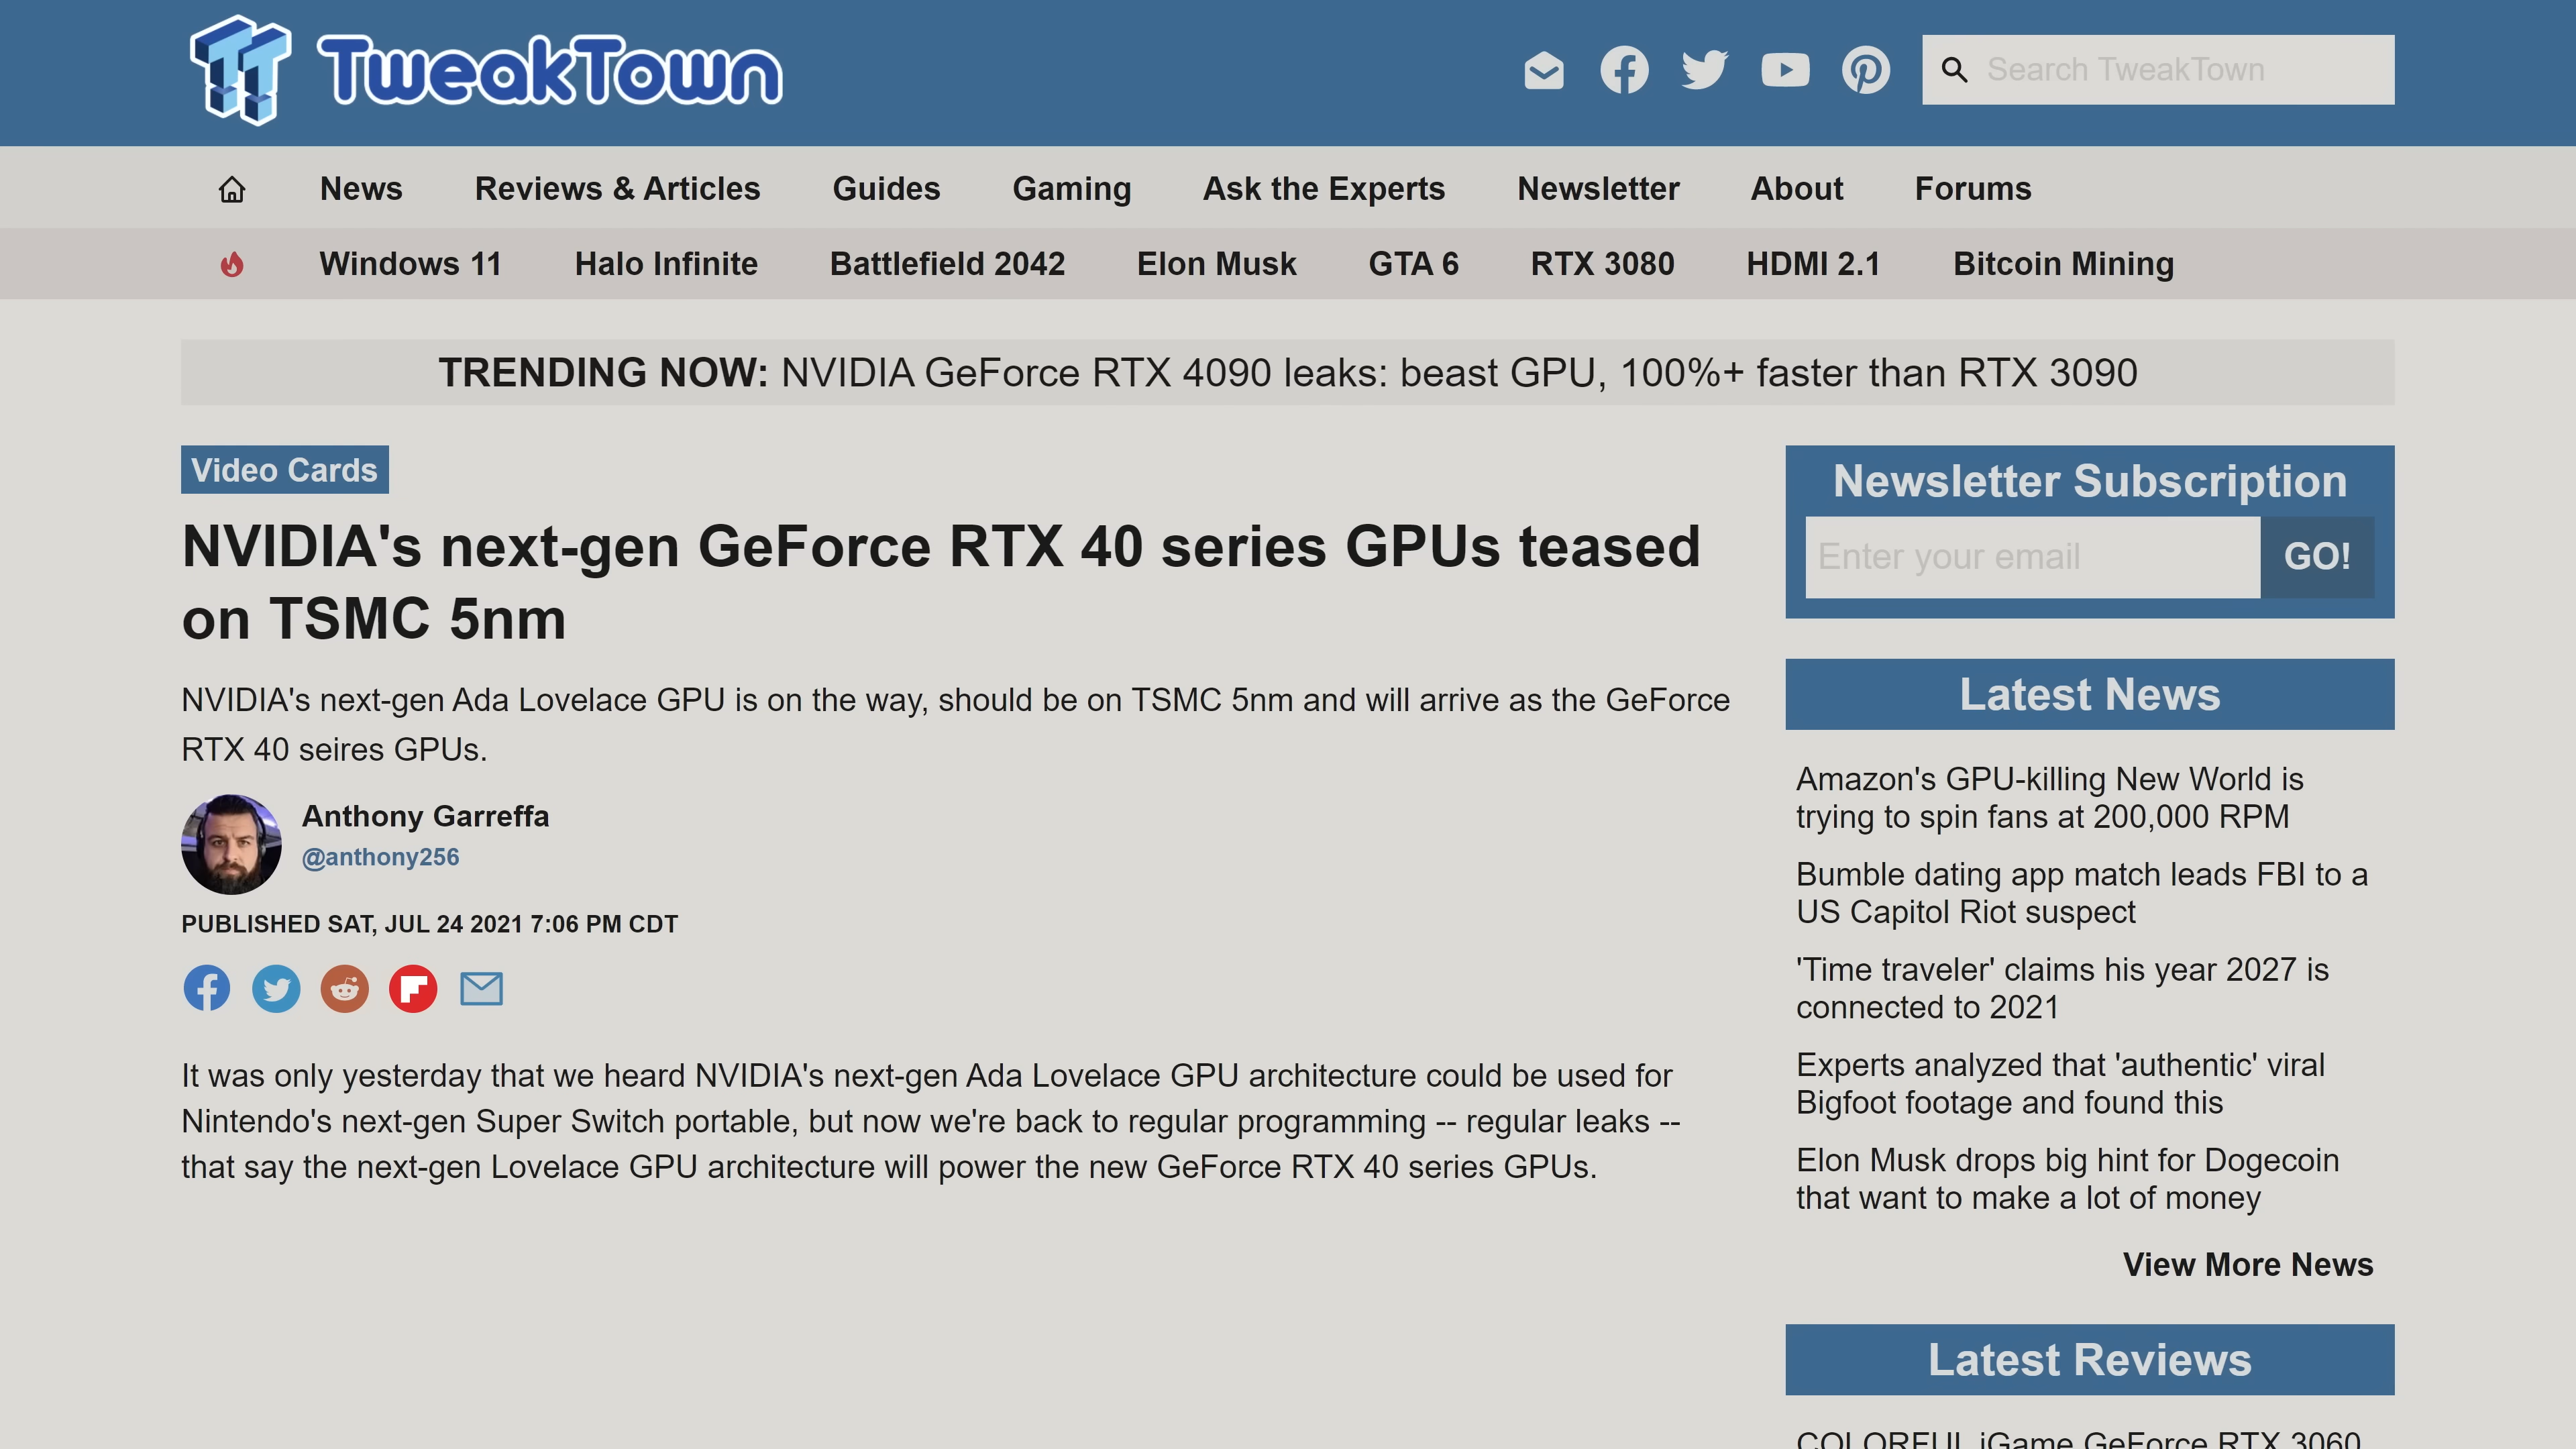 TweakTown
Search TweakTown
News Reviews & Articles Guides Gaming Ask the Experts Newsletter About Forums
Windows 11 Halo Infinite Battlefield 2042 Elon Musk GTA 6 RTX 3080 HDMI 2.1 Bitcoin Mining
TRENDING NOW: NVIDIA GeForce RTX 4090 leaks: beast GPU, 100%+ faster than RTX 3090
Video Cards
NVIDIA's next-gen GeForce RTX 40 series GPUs teased
on TSMC 5nm
NVIDIA's next-gen Ada Lovelace GPU is on the way, should be on TSMC 5nm and will arrive as the GeForce
RTX 40 seires GPUs.
Anthony Garreffa
@anthony256
PUBLISHED SAT, JUL 24 2021 7:06 PM CDT
It was only yesterday that we heard NVIDIA's next-gen Ada Lovelace GPU architecture could be used for
Nintendo's next-gen Super Switch portable, but now we're back to regular programming -- regular leaks --
that say the next-gen Lovelace GPU architecture will power the new GeForce RTX 40 series GPUs.
Newsletter Subscription
Enter your email GO!
Latest News
Amazon's GPU-killing New World is
trying to spin fans at 200,000 RPM
Bumble dating app match leads FBI to a
US Capitol Riot suspect
'Time traveler' claims his year 2027 is
connected to 2021
Experts analyzed that 'authentic' viral
Bigfoot footage and found this
Elon Musk drops big hint for Dogecoin
that want to make a lot of money
View More News
Latest Reviews
COLORFUL iGame GeForce RTX 3060